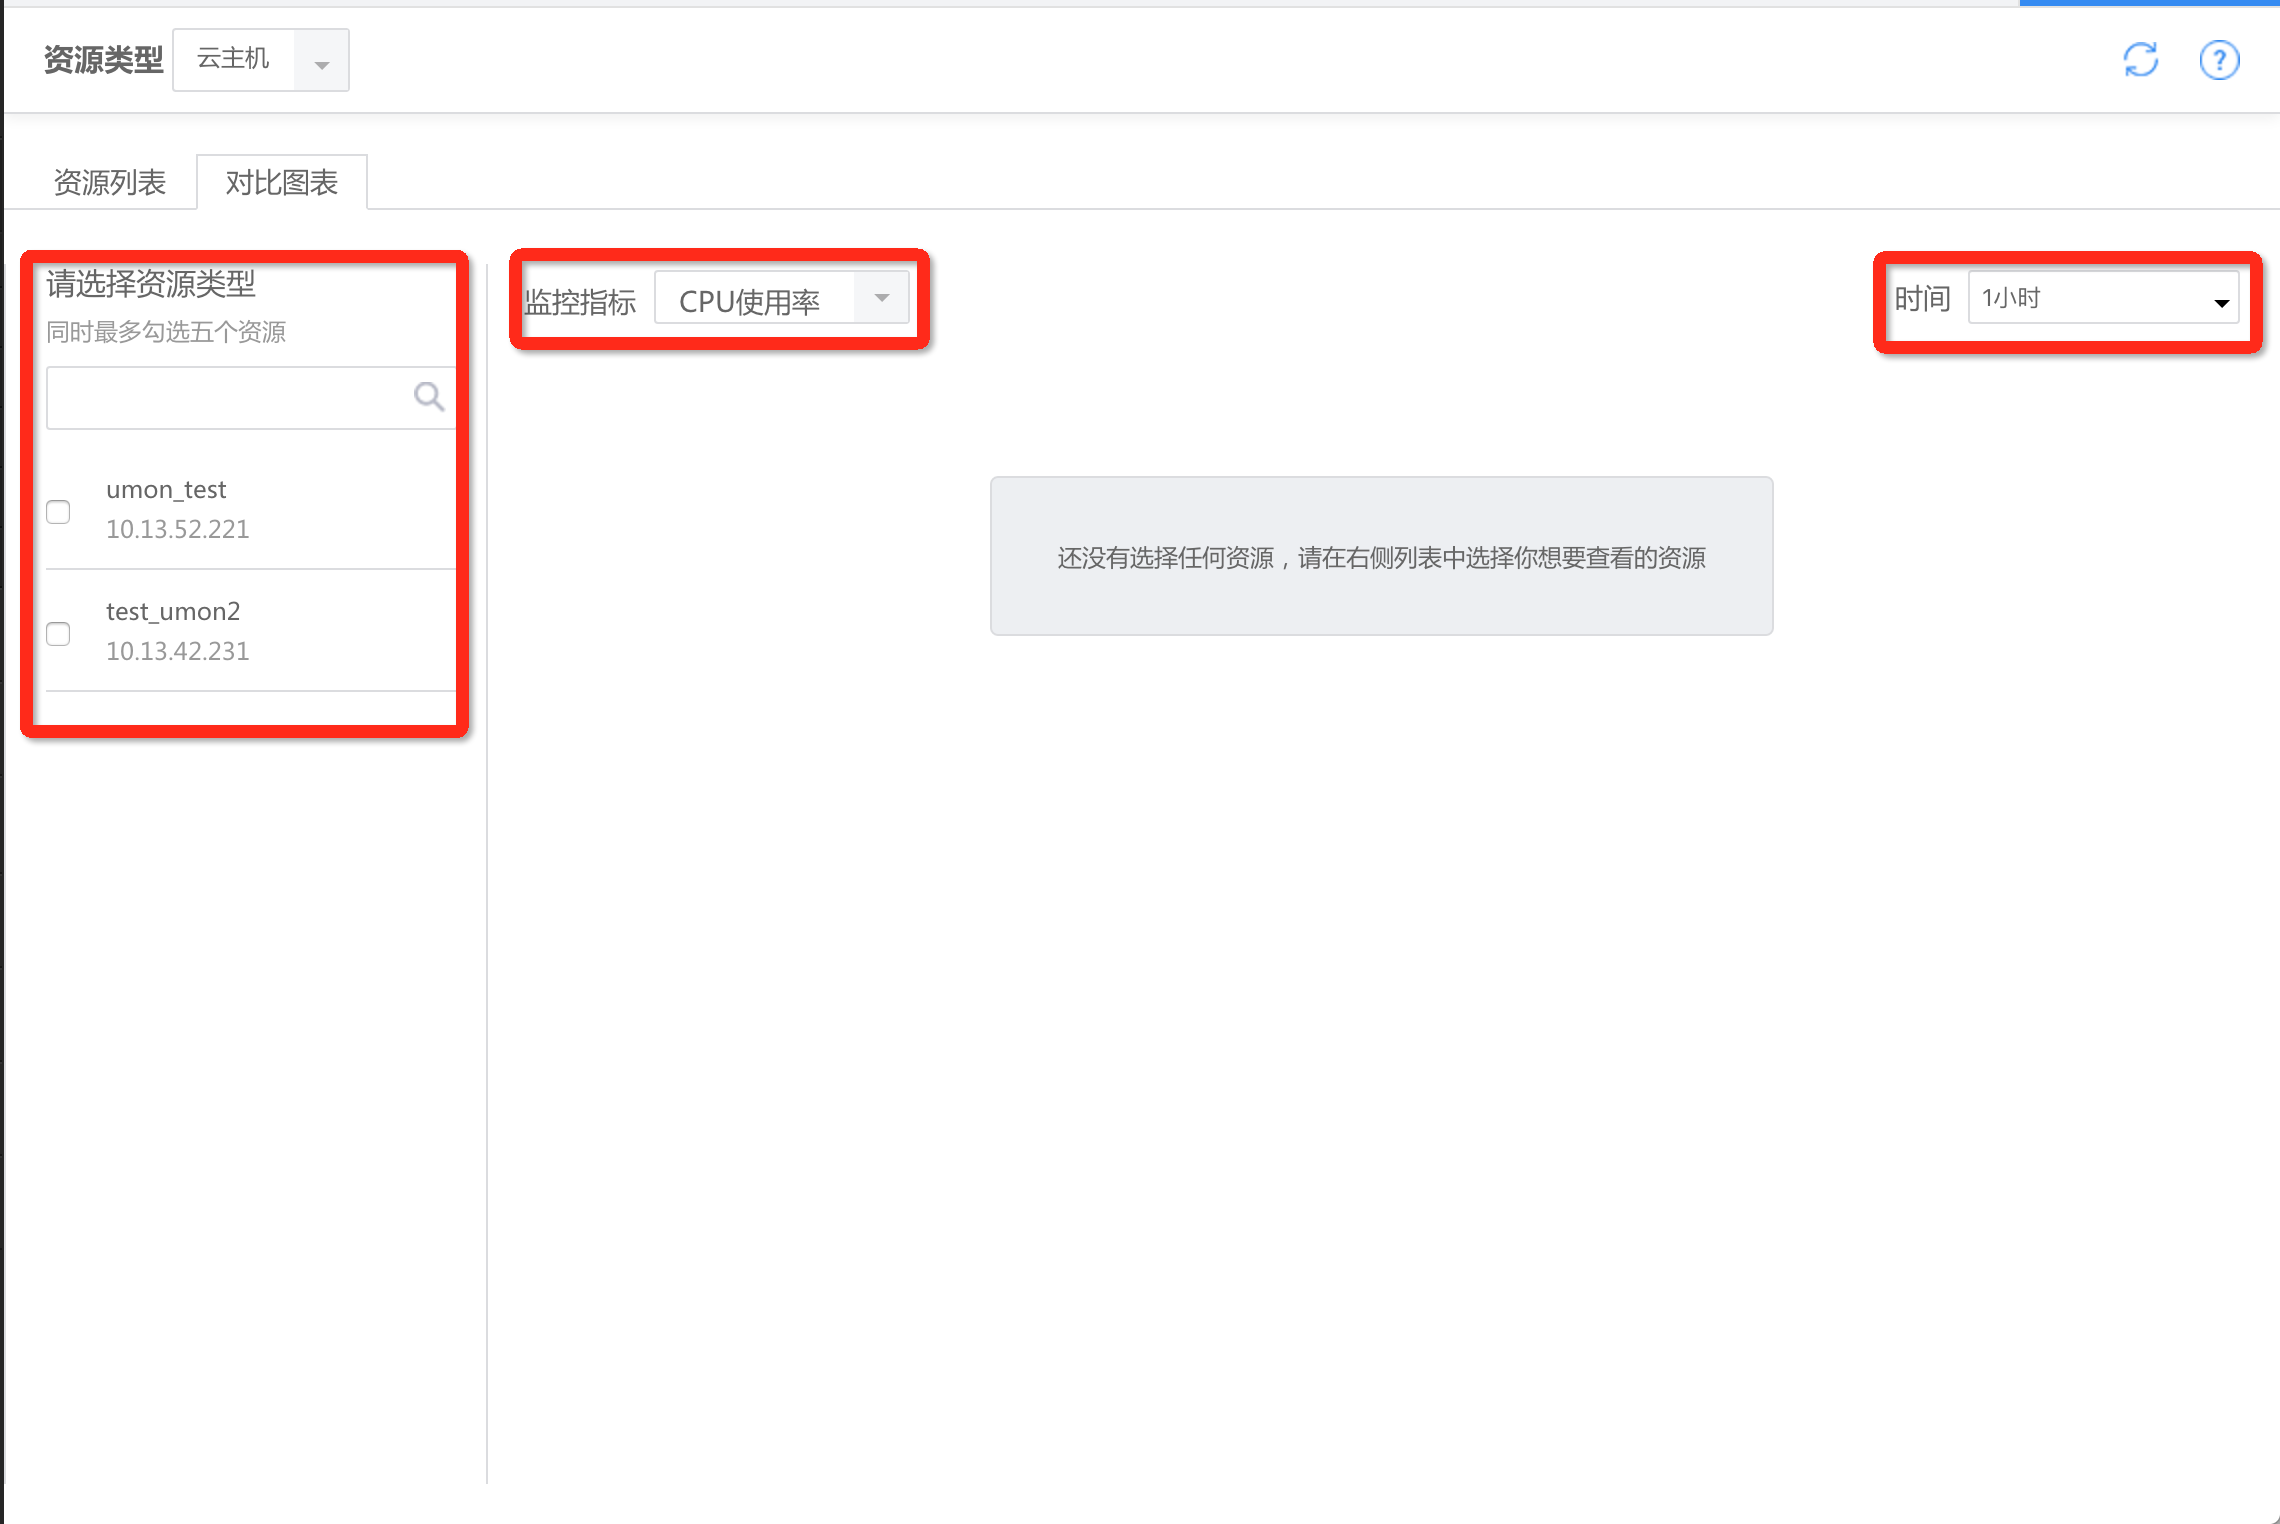 资源类型 云主机
?
资源列表 对比图表
请选择资源类型
同时最多勾选五个资源
umon_test
10.13.52.221
test_umon2
10.13.42.231
监控指标 CPU使用率
时间 1小时
还没有选择任何资源，请在右侧列表中选择你想要查看的资源